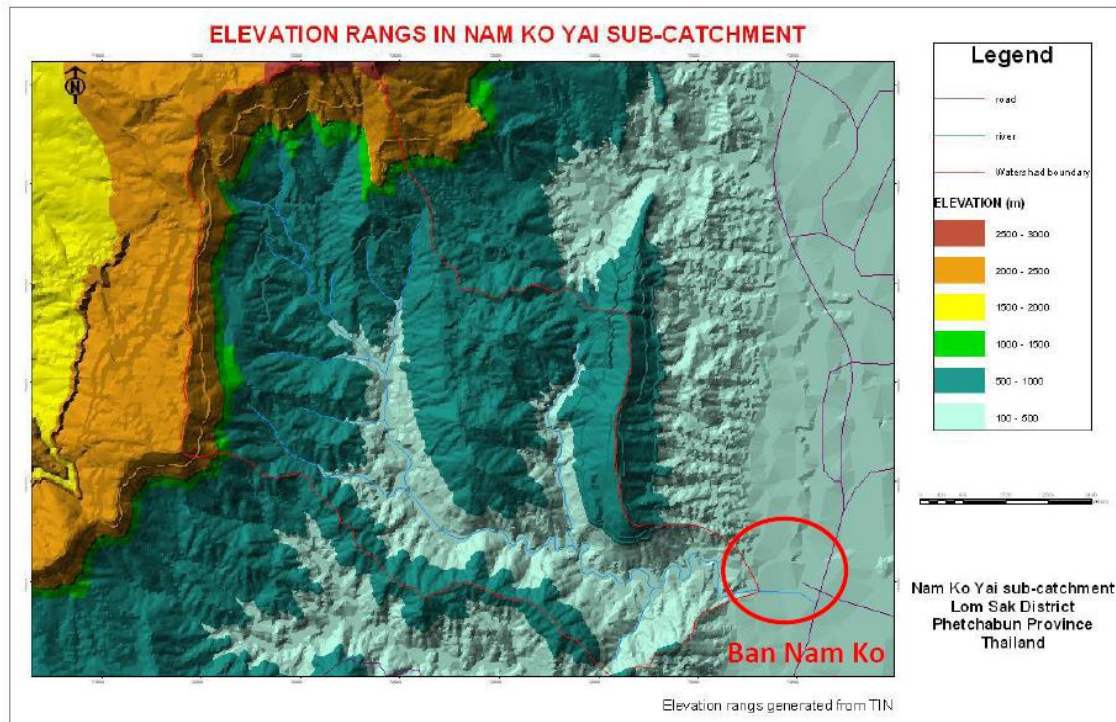 ELEVATION RANGS IN NAM KO YAI SUB-CATCHMENT
N
Legend
road
river
Watershad boundary
ELEVATION (m)
2500 - 3000
2000 - 2500
1500 - 2000
1000 - 1500
500 - 1000
100 - 500
Nam Ko Yai sub-catchment
Lom Sak District
Phetchabun Province
Thailand
Ban Nam Ko
Elevation rangs generated from TIN